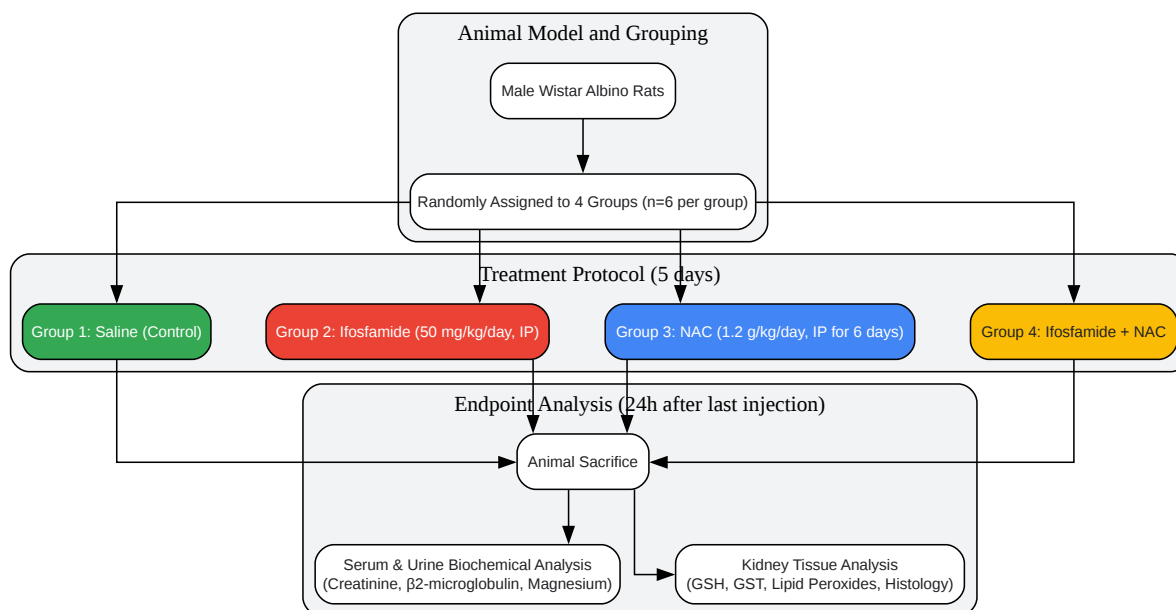 Animal Model and Grouping
Male Wistar Albino Rats
Randomly Assigned to 4 Groups (n=6 per group)
Treatment Protocol (5 days)
Group 1: Saline (Control)
Group 2: Ifosfamide (50 mg/kg/day, IP)
Group 3: NAC (1.2 g/kg/day, IP for 6 days)
Group 4: Ifosfamide + NAC
Endpoint Analysis (24h after last injection)
Animal Sacrifice
Serum & Urine Biochemical Analysis
(Creatinine, β2-microglobulin, Magnesium)
Kidney Tissue Analysis
(GSH, GST, Lipid Peroxides, Histology)